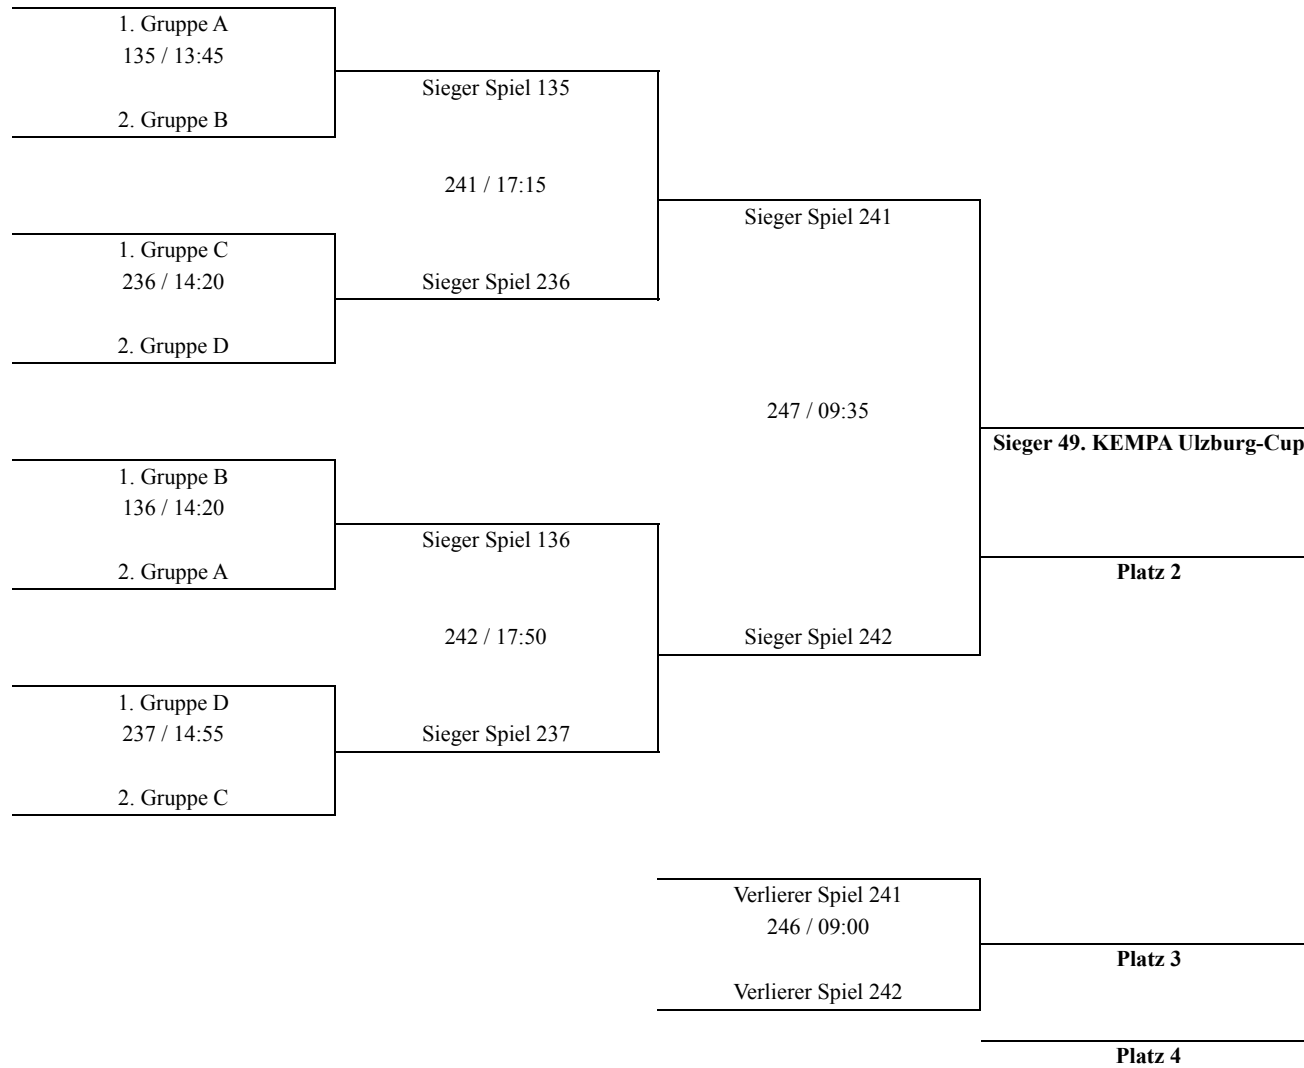 1. Gruppe A
135 / 13:45
2. Gruppe B
Sieger Spiel 135
241 / 17:15
Sieger Spiel 241
1. Gruppe C
236 / 14:20
Sieger Spiel 236
2. Gruppe D
247 / 09:35
Sieger 49. KEMPA Ulzburg-Cup
1. Gruppe B
136 / 14:20
Sieger Spiel 136
2. Gruppe A
Platz 2
242 / 17:50
Sieger Spiel 242
1. Gruppe D
237 / 14:55
Sieger Spiel 237
2. Gruppe C
Verlierer Spiel 241
246 / 09:00
Platz 3
Verlierer Spiel 242
Platz 4